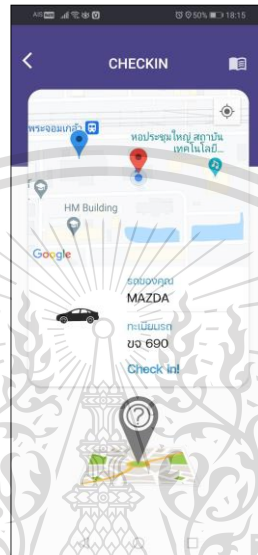 AIS
50%
18:15
CHECKIN
พระจอมเกล้า
หอประชุมใหญ่ สถาบัน
เทคโนโลยี...
HM Building
Google
รถของคุณ
MAZDA
ทะเบียนรถ
ขจ 690
Check in!
?